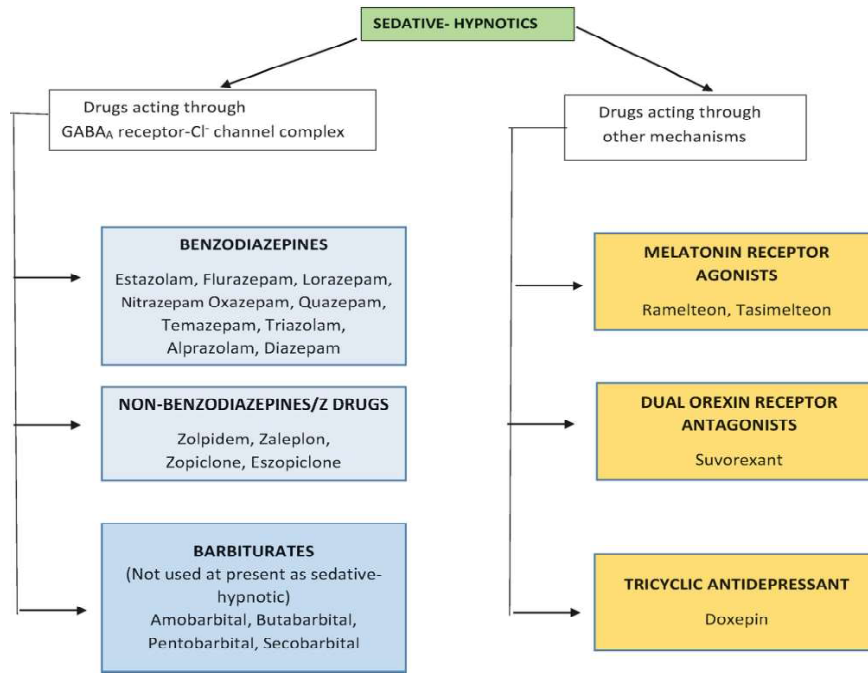 SEDATIVE- HYPNOTICS
Drugs acting through
GABAA receptor-Cl- channel complex
Drugs acting through
other mechanisms
BENZODIAZEPINES
Estazolam, Flurazepam, Lorazepam,
Nitrazepam Oxazepam, Quazepam,
Temazepam, Triazolam,
Alprazolam, Diazepam
NON-BENZODIAZEPINES/Z DRUGS
Zolpidem, Zaleplon,
Zopiclone, Eszopiclone
BARBITURATES
(Not used at present as sedative-
hypnotic)
Amobarbital, Butabarbital,
Pentobarbital, Secobarbital
MELATONIN RECEPTOR
AGONISTS
Ramelteon, Tasimelteon
DUAL OREXIN RECEPTOR
ANTAGONISTS
Suvorexant
TRICYCLIC ANTIDEPRESSANT
Doxepin